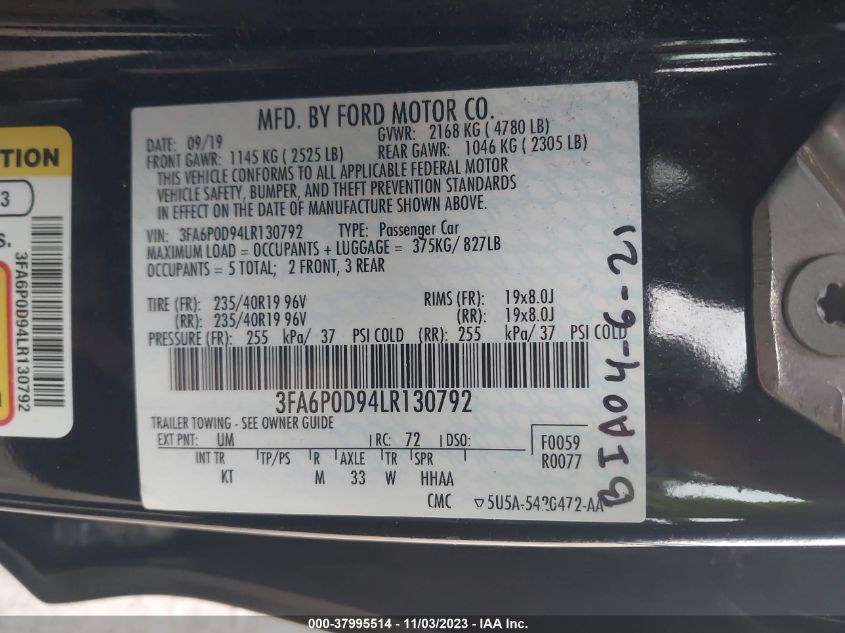 MFD. BY FORD MOTOR CO.
DATE: 09/19 GVWR: 2168 KG ( 4780 LB)
FRONT GAWR: 1145 KG ( 2525 LB) REAR GAWR: 1046 KG ( 2305 LB)
THIS VEHICLE CONFORMS TO ALL APPLICABLE FEDERAL MOTOR
VEHICLE SAFETY, BUMPER, AND THEFT PREVENTION STANDARDS
IN EFFECT ON THE DATE OF MANUFACTURE SHOWN ABOVE.
VIN: 3FA6P0D94LR130792 TYPE: Passenger Car
MAXIMUM LOAD = OCCUPANTS + LUGGAGE = 375KG/ 827LB
OCCUPANTS = 5 TOTAL; 2 FRONT, 3 REAR
TIRE (FR): 235/40R19 96V RIMS (FR): 19x8.0J
(RR): 235/40R19 96V (RR): 19x8.0J
PRESSURE (FR): 255 kPa/ 37 PSI COLD (RR): 255 kPa/ 37 PSI COLD
3FA6P0D94LR130792
TRAILER TOWING - SEE OWNER GUIDE
EXT PNT: UM RC: 72 DSO: F0059
R0077
INT TR TP/PS R AXLE TR SPR
KT M 33 W HHAA
CMC 5U5A-5420472-AA
BIA04-6-21
TION
3
S.
3FA6P0D94LR130792
000-37995514 - 11/03/2023 - IAA Inc.